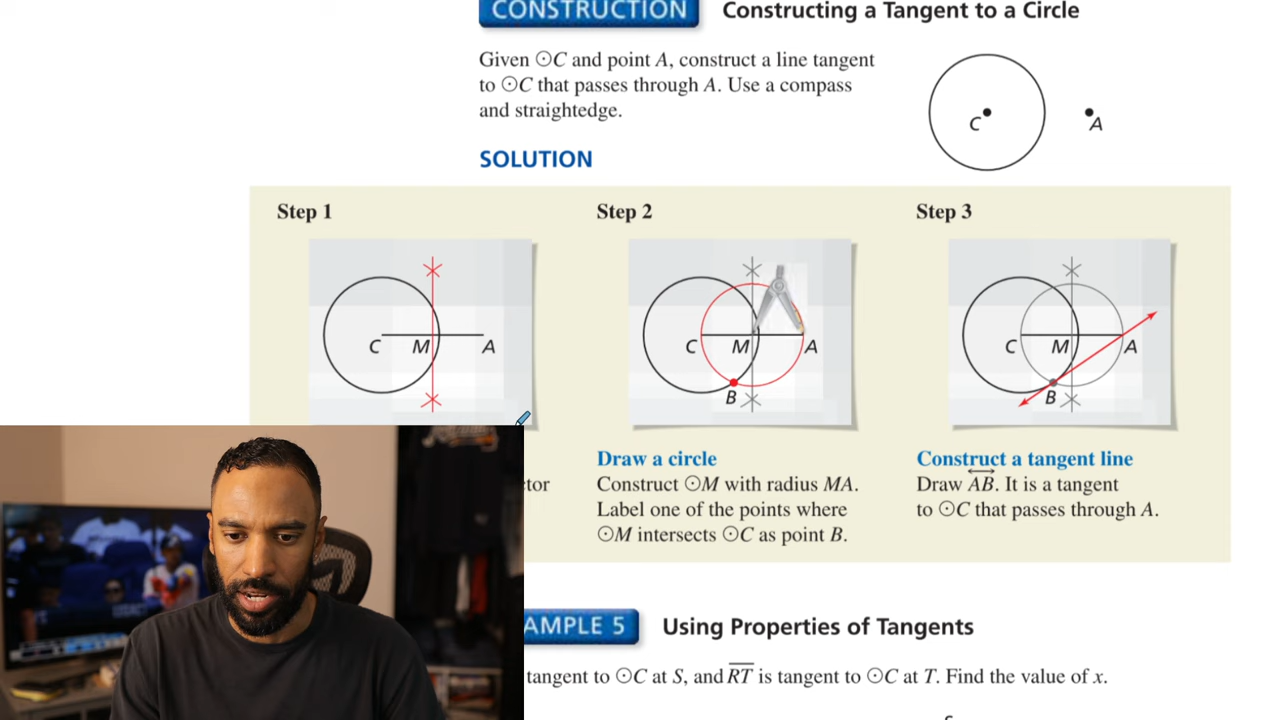 CONSTRUCTION Constructing a Tangent to a Circle
Given ⊙C and point A, construct a line tangent
to ⊙C that passes through A. Use a compass
and straightedge.
C A
SOLUTION
Step 1 Step 2 Step 3
C M A
C M A
B
C M A
B
Draw a circle
Construct ⊙M with radius MA.
Label one of the points where
⊙M intersects ⊙C as point B.
Construct a tangent line
Draw AB. It is a tangent
to ⊙C that passes through A.
AMPLE 5 Using Properties of Tangents
tangent to ⊙C at S, and RT is tangent to ⊙C at T. Find the value of x.